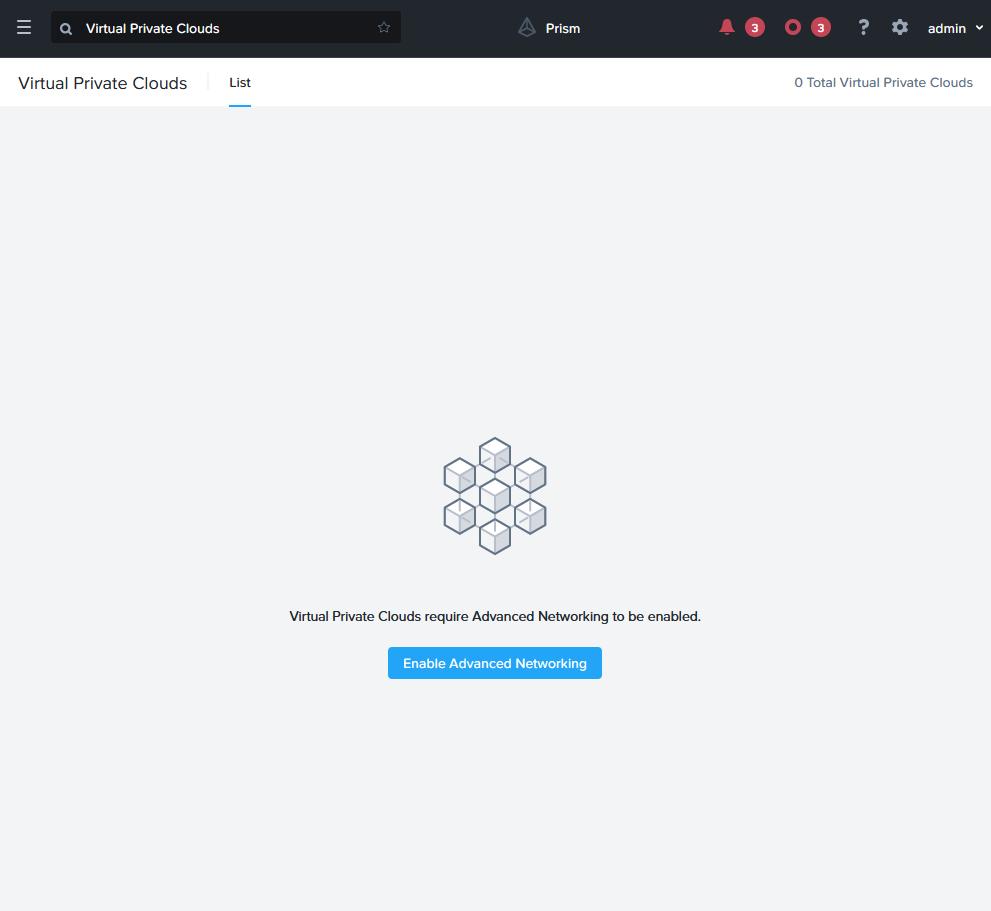 Virtual Private Clouds
Prism
3
3
?
admin
Virtual Private Clouds
List
0 Total Virtual Private Clouds
Virtual Private Clouds require Advanced Networking to be enabled.
Enable Advanced Networking